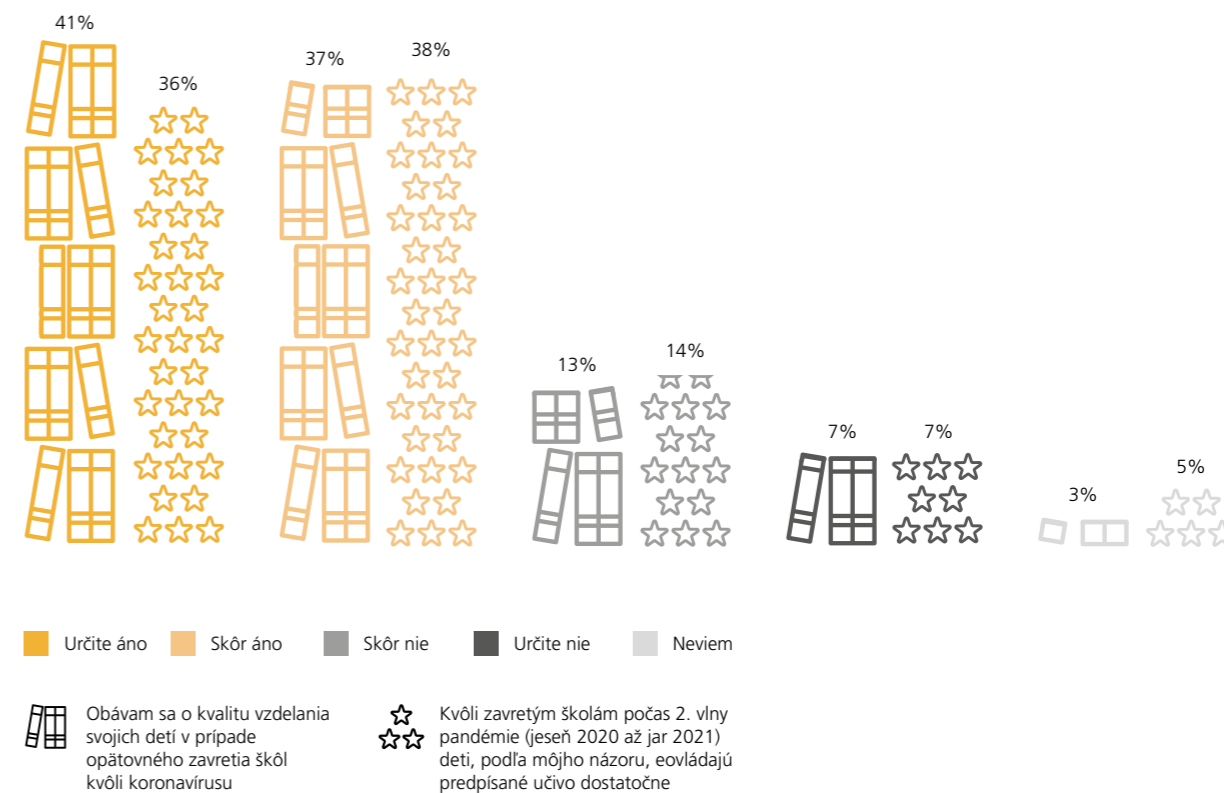 41%
36%
37%
38%
13%
14%
7%
7%
3%
5%
Určite áno
Skôr áno
Skôr nie
Určite nie
Neviem
Obávam sa o kvalitu vzdelania
svojich detí v prípade
opätovného zavretia škôl
kvôli koronavírusu
Kvôli zavretým školám počas 2. vlny
pandémie (jeseň 2020 až jar 2021)
deti, podľa môjho názoru, eovládajú
predpísané učivo dostatočne